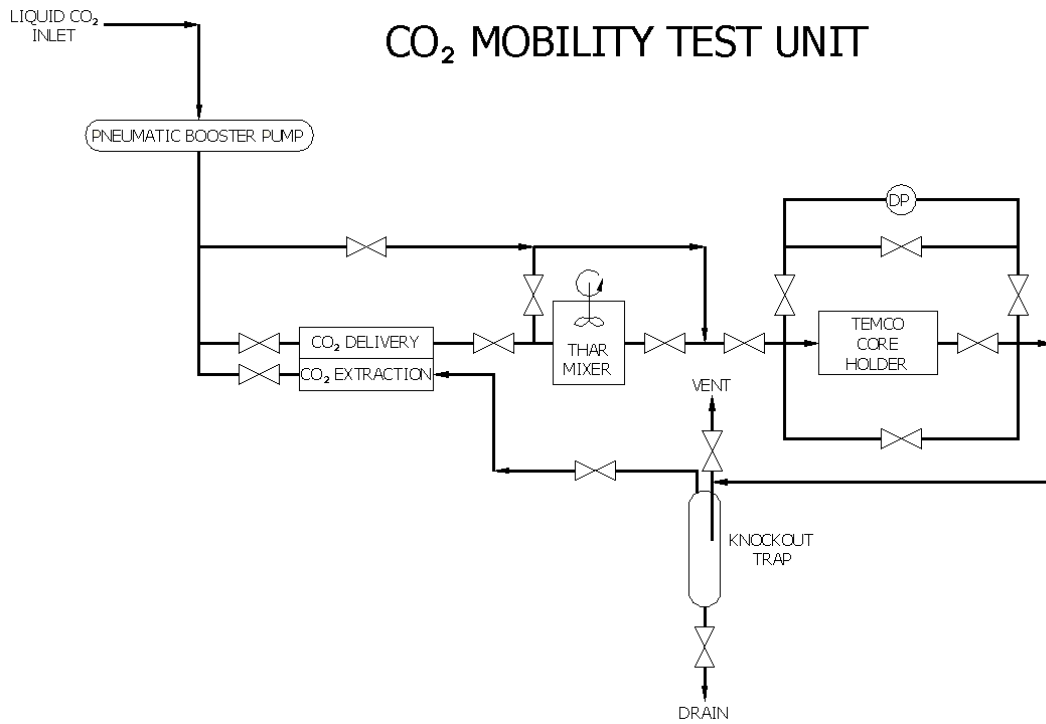 LIQUID CO₂
INLET
CO₂ MOBILITY TEST UNIT
PNEUMATIC BOOSTER PUMP
DP
CO₂ DELIVERY
CO₂ EXTRACTION
THAR
MIXER
TEMCO
CORE
HOLDER
VENT
KNOCKOUT
TRAP
DRAIN